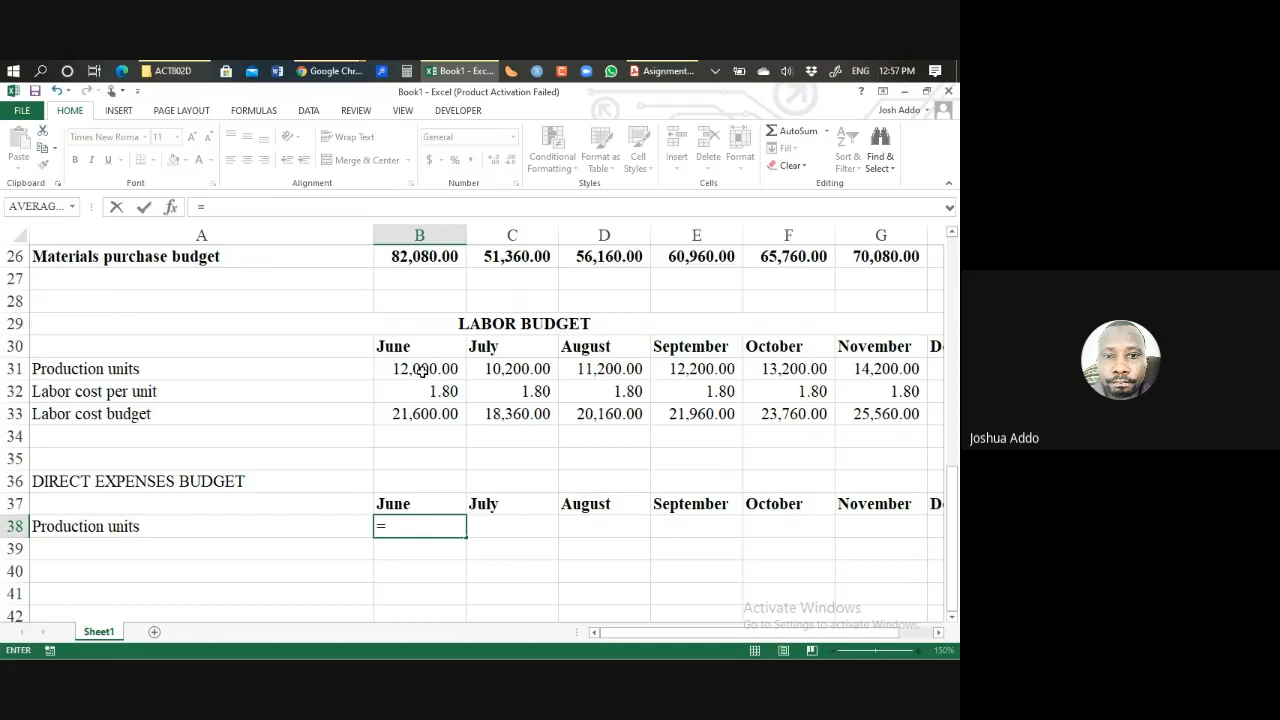 ACT802D
Google Chr...
Book1 - Exc...
Asignment...
ENG
12:57 PM
Book1 - Excel (Product Activation Failed)
FILE HOME INSERT PAGE LAYOUT FORMULAS DATA REVIEW VIEW DEVELOPER
Josh Addo
Paste
Times New Roma 11
Wrap Text
General
Conditional Formatting
Format as Table
Cell Styles
Insert Delete Format
AutoSum
Fill
Clear
Sort & Filter
Find & Select
Merge & Center
Clipboard Font Alignment Number Styles Cells Editing
AVERAG... =
A B C D E F G
26 Materials purchase budget 82,080.00 51,360.00 56,160.00 60,960.00 65,760.00 70,080.00
27
28
29 LABOR BUDGET
30 June July August September October November D
31 Production units 12,000.00 10,200.00 11,200.00 12,200.00 13,200.00 14,200.00
32 Labor cost per unit 1.80 1.80 1.80 1.80 1.80 1.80
33 Labor cost budget 21,600.00 18,360.00 20,160.00 21,960.00 23,760.00 25,560.00
34
35
36 DIRECT EXPENSES BUDGET
37 June July August September October November D
38 Production units =
39
40
41
42
Activate Windows
Go to Settings to activate Windows.
Sheet1
ENTER
150%
Joshua Addo